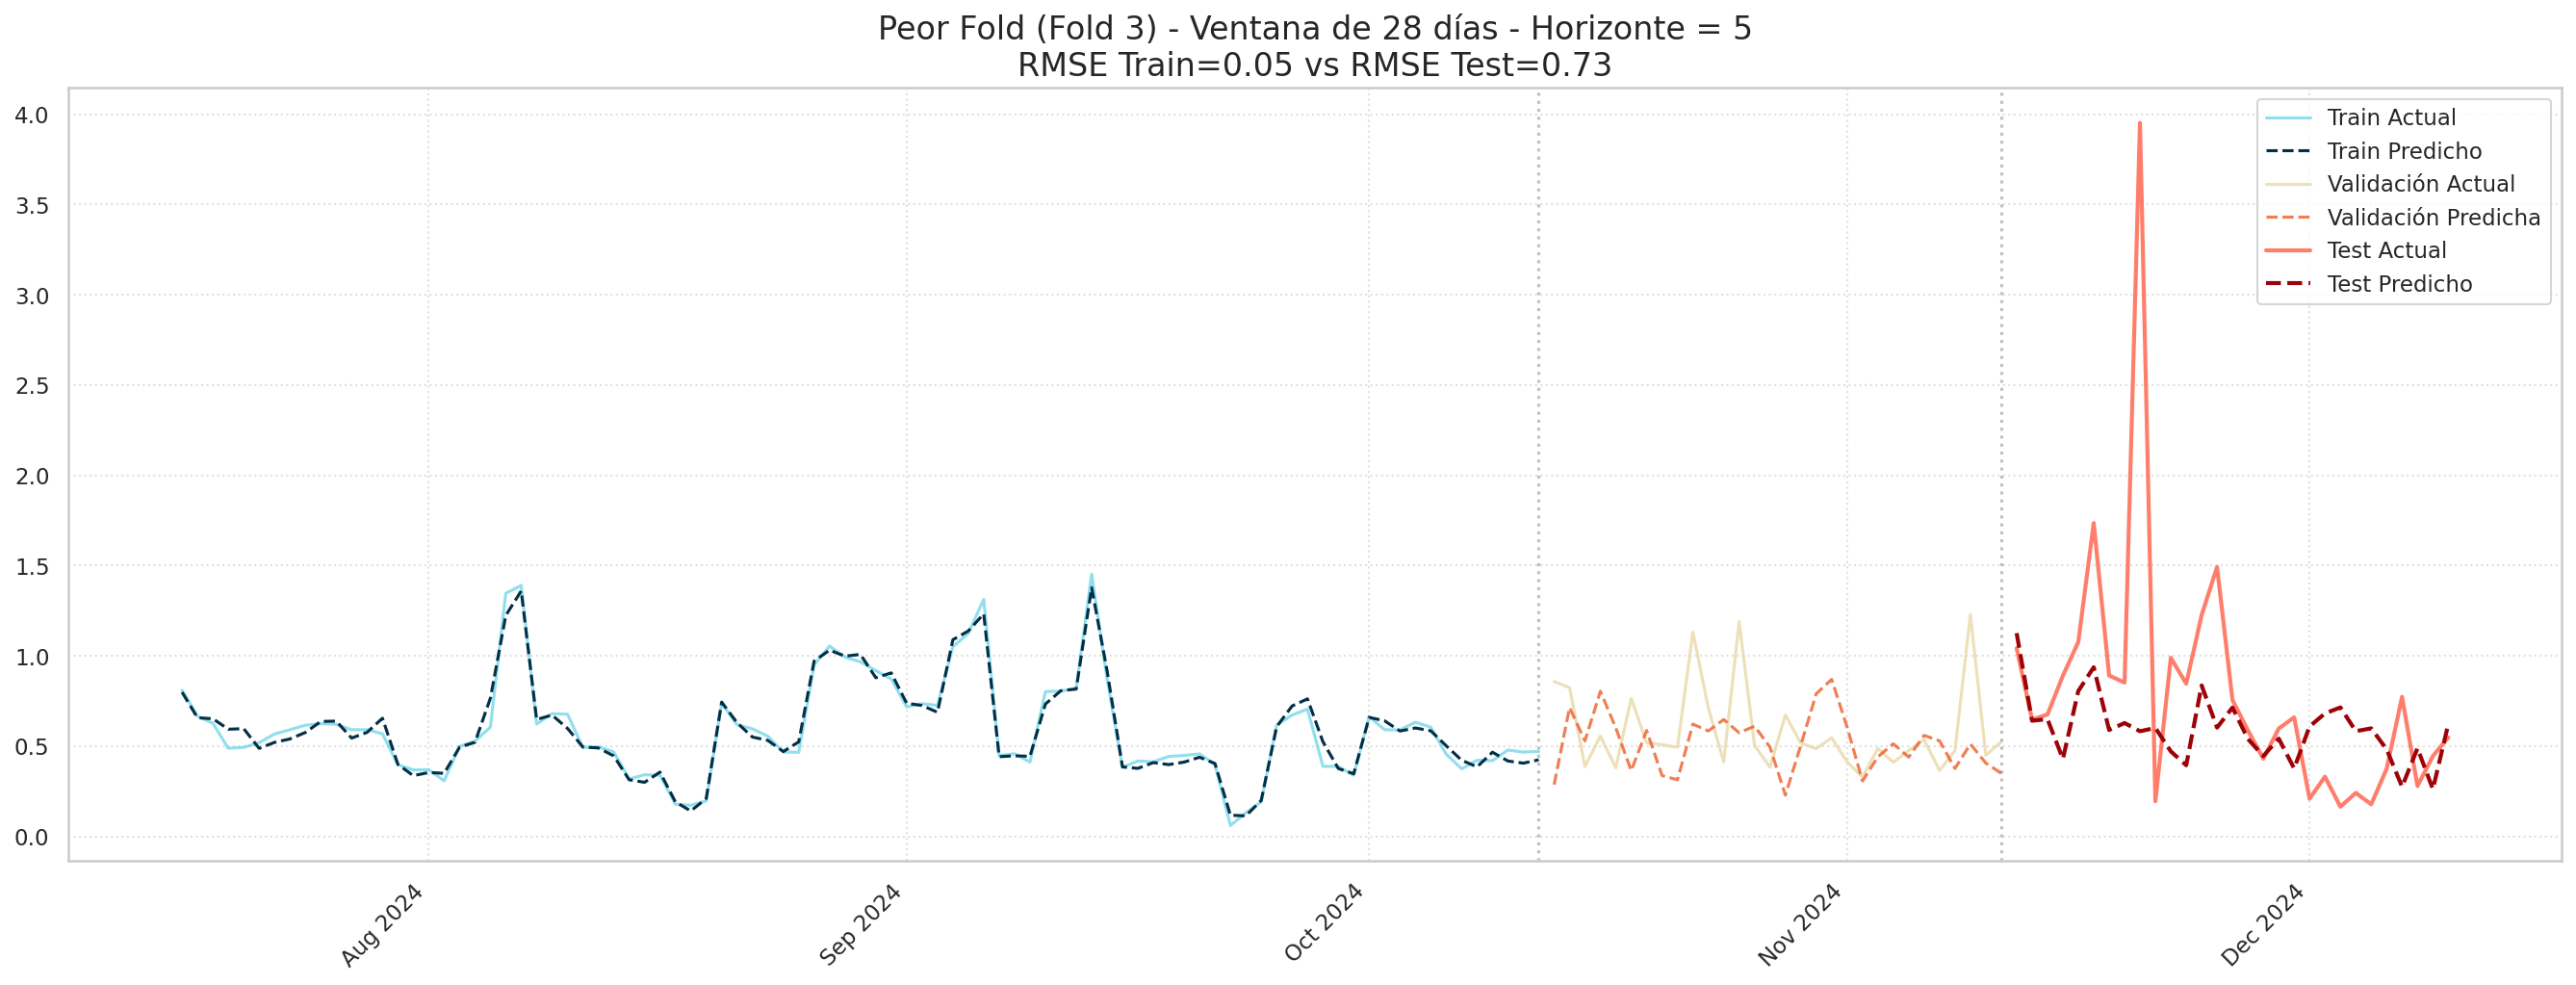 Peor Fold (Fold 3) - Ventana de 28 días - Horizonte = 5
RMSE Train=0.05 vs RMSE Test=0.73
4.0
3.5
3.0
2.5
2.0
1.5
1.0
0.5
0.0
Train Actual
Train Predicho
Validación Actual
Validación Predicha
Test Actual
Test Predicho
Aug 2024
Sep 2024
Oct 2024
Nov 2024
Dec 2024